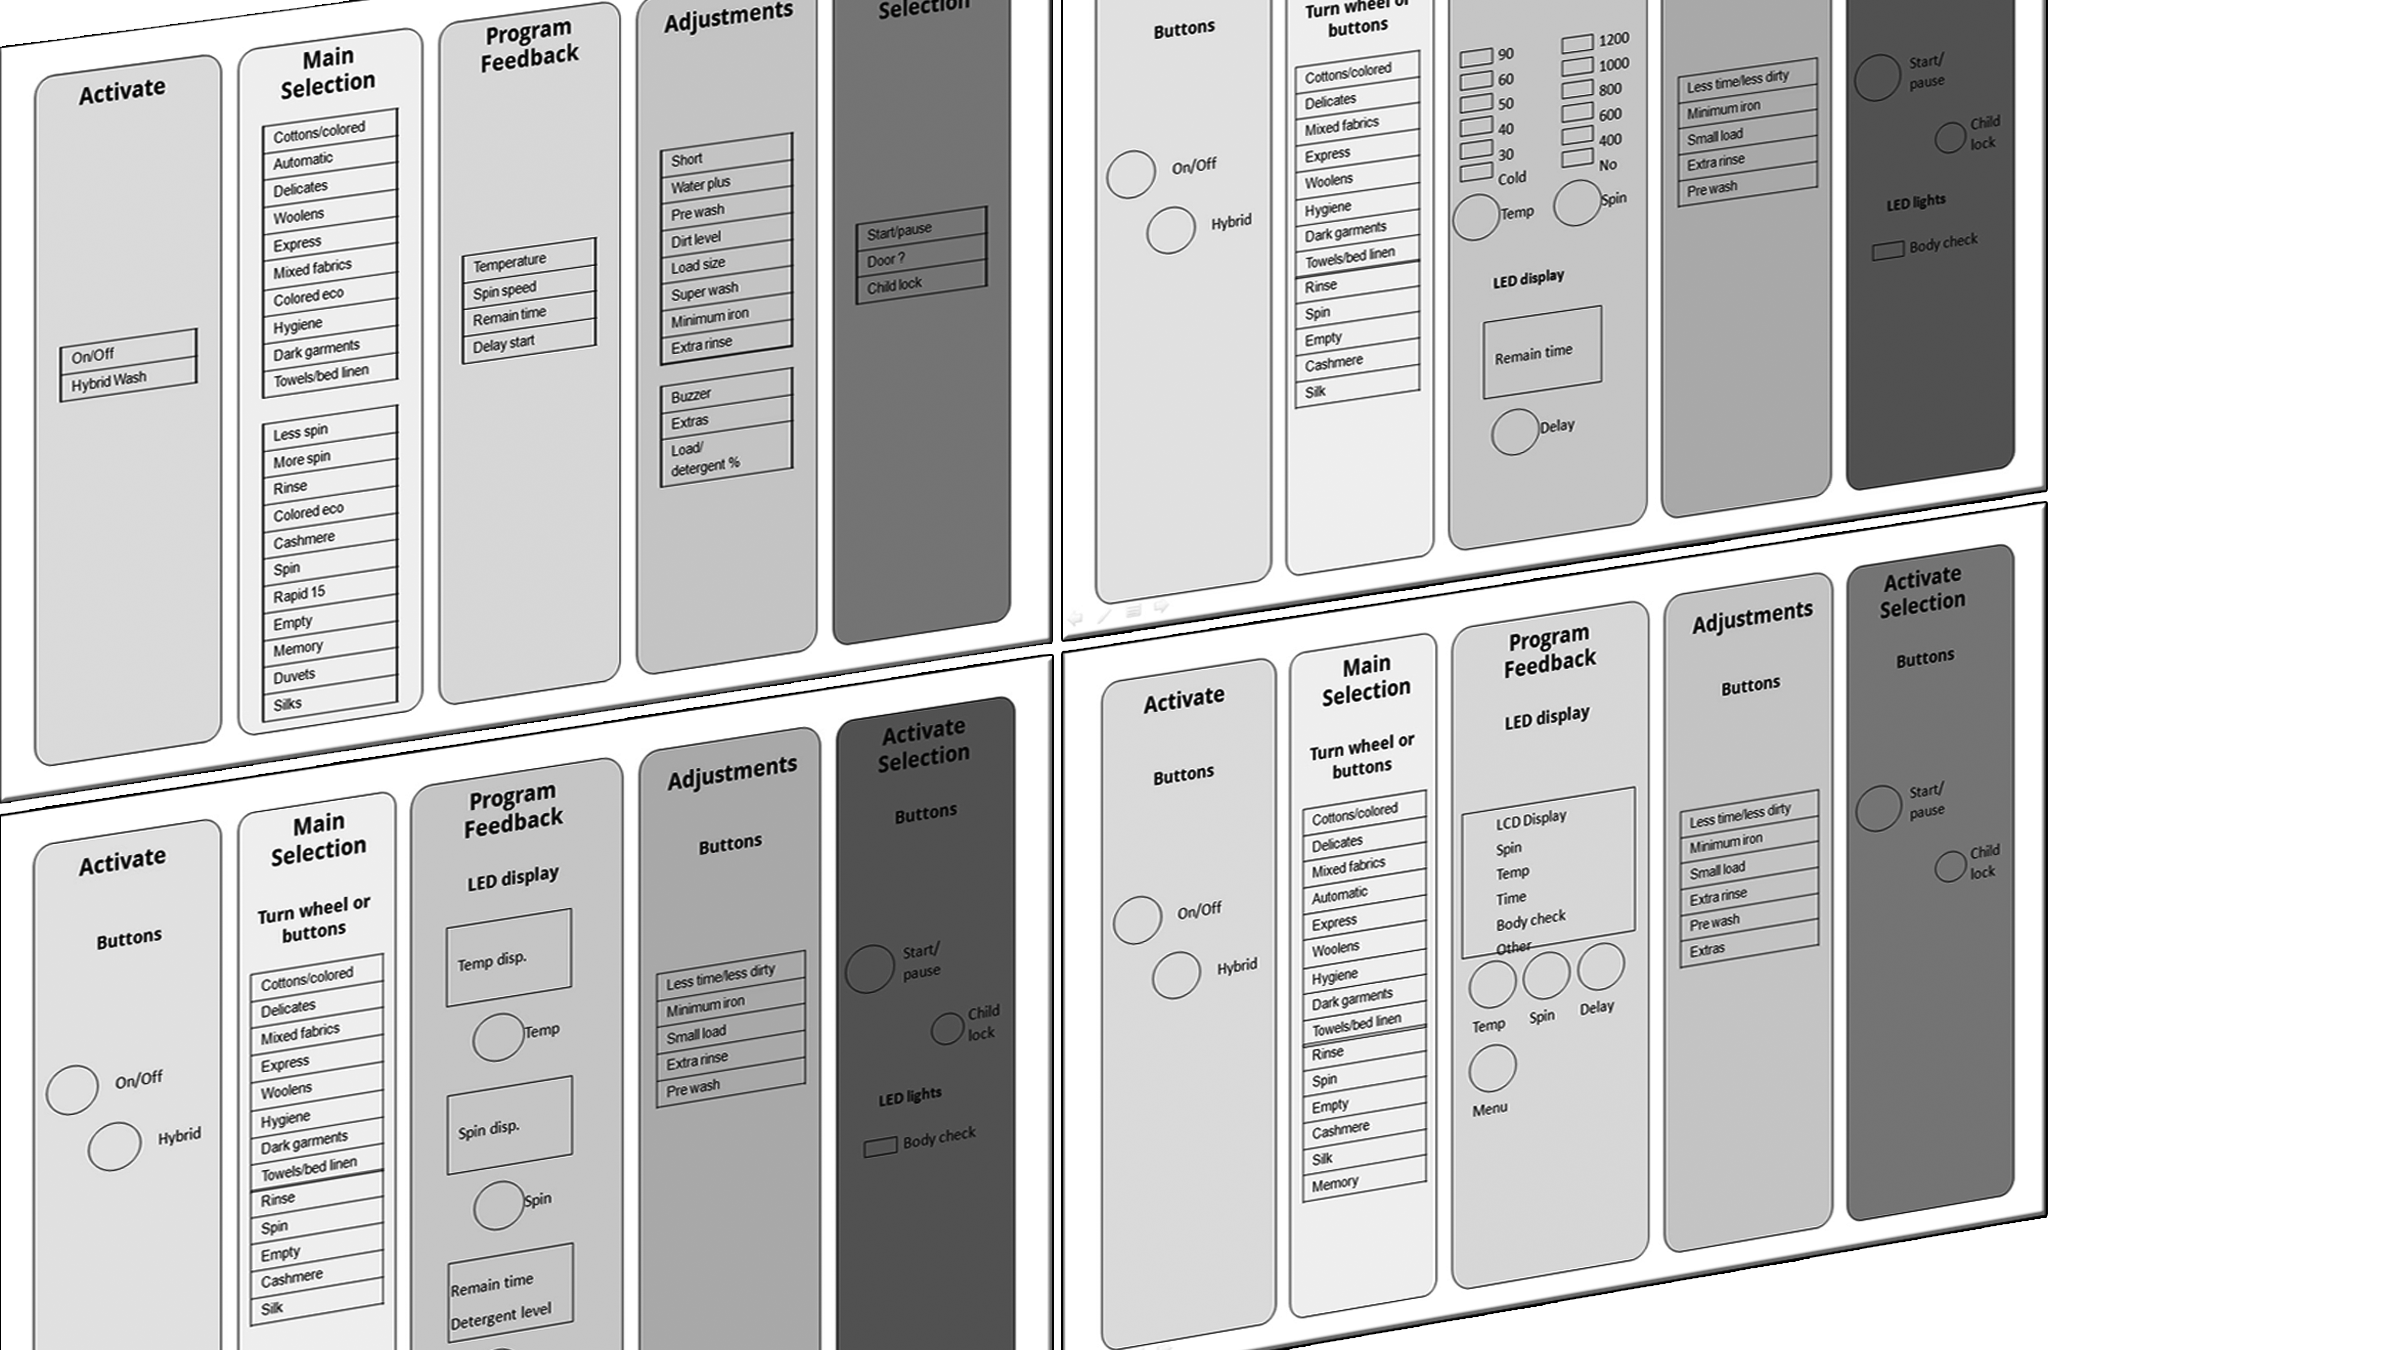 Activate
On/Off
Hybrid Wash
Main
Selection
Cottons/colored
Automatic
Delicates
Woolens
Express
Mixed fabrics
Colored eco
Hygiene
Dark garments
Towels/bed linen
Less spin
More spin
Rinse
Colored eco
Cashmere
Spin
Rapid 15
Empty
Memory
Duvets
Silks
Program
Feedback
Temperature
Spin speed
Remain time
Delay start
Adjustments
Short
Water plus
Pre wash
Dirt level
Load size
Super wash
Minimum iron
Extra rinse
Buzzer
Extras
Load/
detergent %
Selection
Start/pause
Door ?
Child lock
Buttons
On/Off
Hybrid
Turn wheel or
buttons
Cottons/colored
Delicates
Mixed fabrics
Express
Woolens
Hygiene
Dark garments
Towels/bed linen
Rinse
Spin
Empty
Cashmere
Silk
90
60
50
40
30
Cold
Temp
1200
1000
800
600
400
No
Spin
LED display
Remain time
Delay
Less time/less dirty
Minimum iron
Small load
Extra rinse
Pre wash
Start/
pause
Child
lock
LED lights
Body check
Activate
Buttons
On/Off
Hybrid
Main
Selection
Turn wheel or
buttons
Cottons/colored
Delicates
Mixed fabrics
Express
Woolens
Hygiene
Dark garments
Towels/bed linen
Rinse
Spin
Empty
Cashmere
Silk
Program
Feedback
LED display
Temp disp.
Temp
Spin disp.
Spin
Remain time
Detergent level
Adjustments
Buttons
Less time/less dirty
Minimum iron
Small load
Extra rinse
Pre wash
Activate
Selection
Buttons
Start/
pause
Child
lock
LED lights
Body check
Activate
Buttons
On/Off
Hybrid
Main
Selection
Turn wheel or
buttons
Cottons/colored
Delicates
Mixed fabrics
Automatic
Express
Woolens
Hygiene
Dark garments
Towels/bed linen
Rinse
Spin
Empty
Cashmere
Silk
Memory
Program
Feedback
LED display
LCD Display
Spin
Temp
Time
Body check
Other
Temp
Spin
Delay
Menu
Adjustments
Buttons
Less time/less dirty
Minimum iron
Small load
Extra rinse
Pre wash
Extras
Activate
Selection
Buttons
Start/
pause
Child
lock